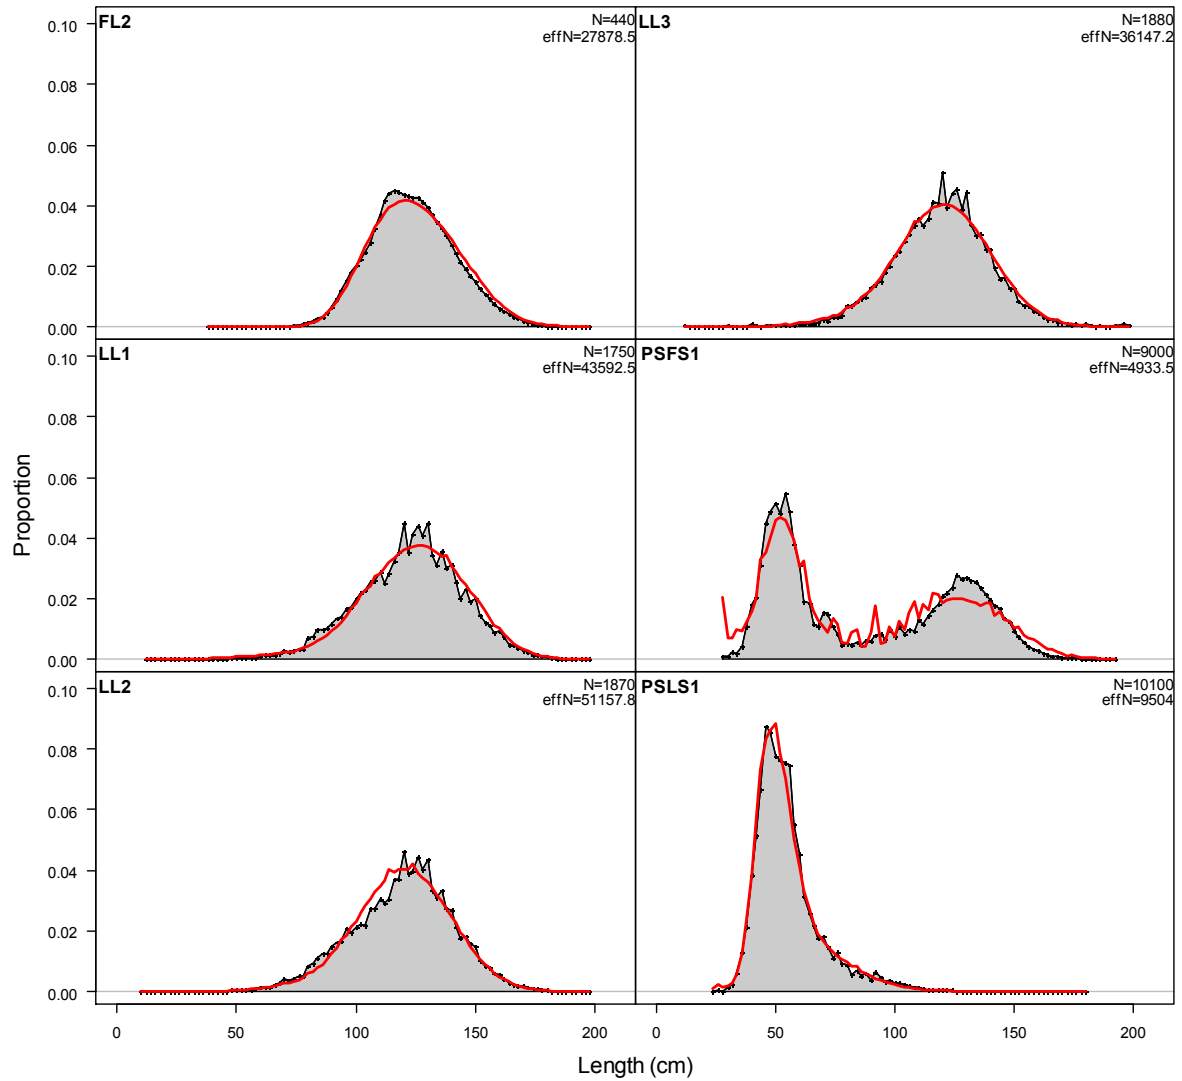 FL2
N=440
effN=27878.5
LL3
N=1880
effN=36147.2
0.10
0.08
0.06
0.04
0.02
0.00
LL1
N=1750
effN=43592.5
PSFS1
N=9000
effN=4933.5
0.10
0.08
0.06
0.04
0.02
0.00
LL2
N=1870
effN=51157.8
PSLS1
N=10100
effN=9504
0.10
0.08
0.06
0.04
0.02
0.00
Proportion
0 50 100 150 200
0 50 100 150 200
Length (cm)